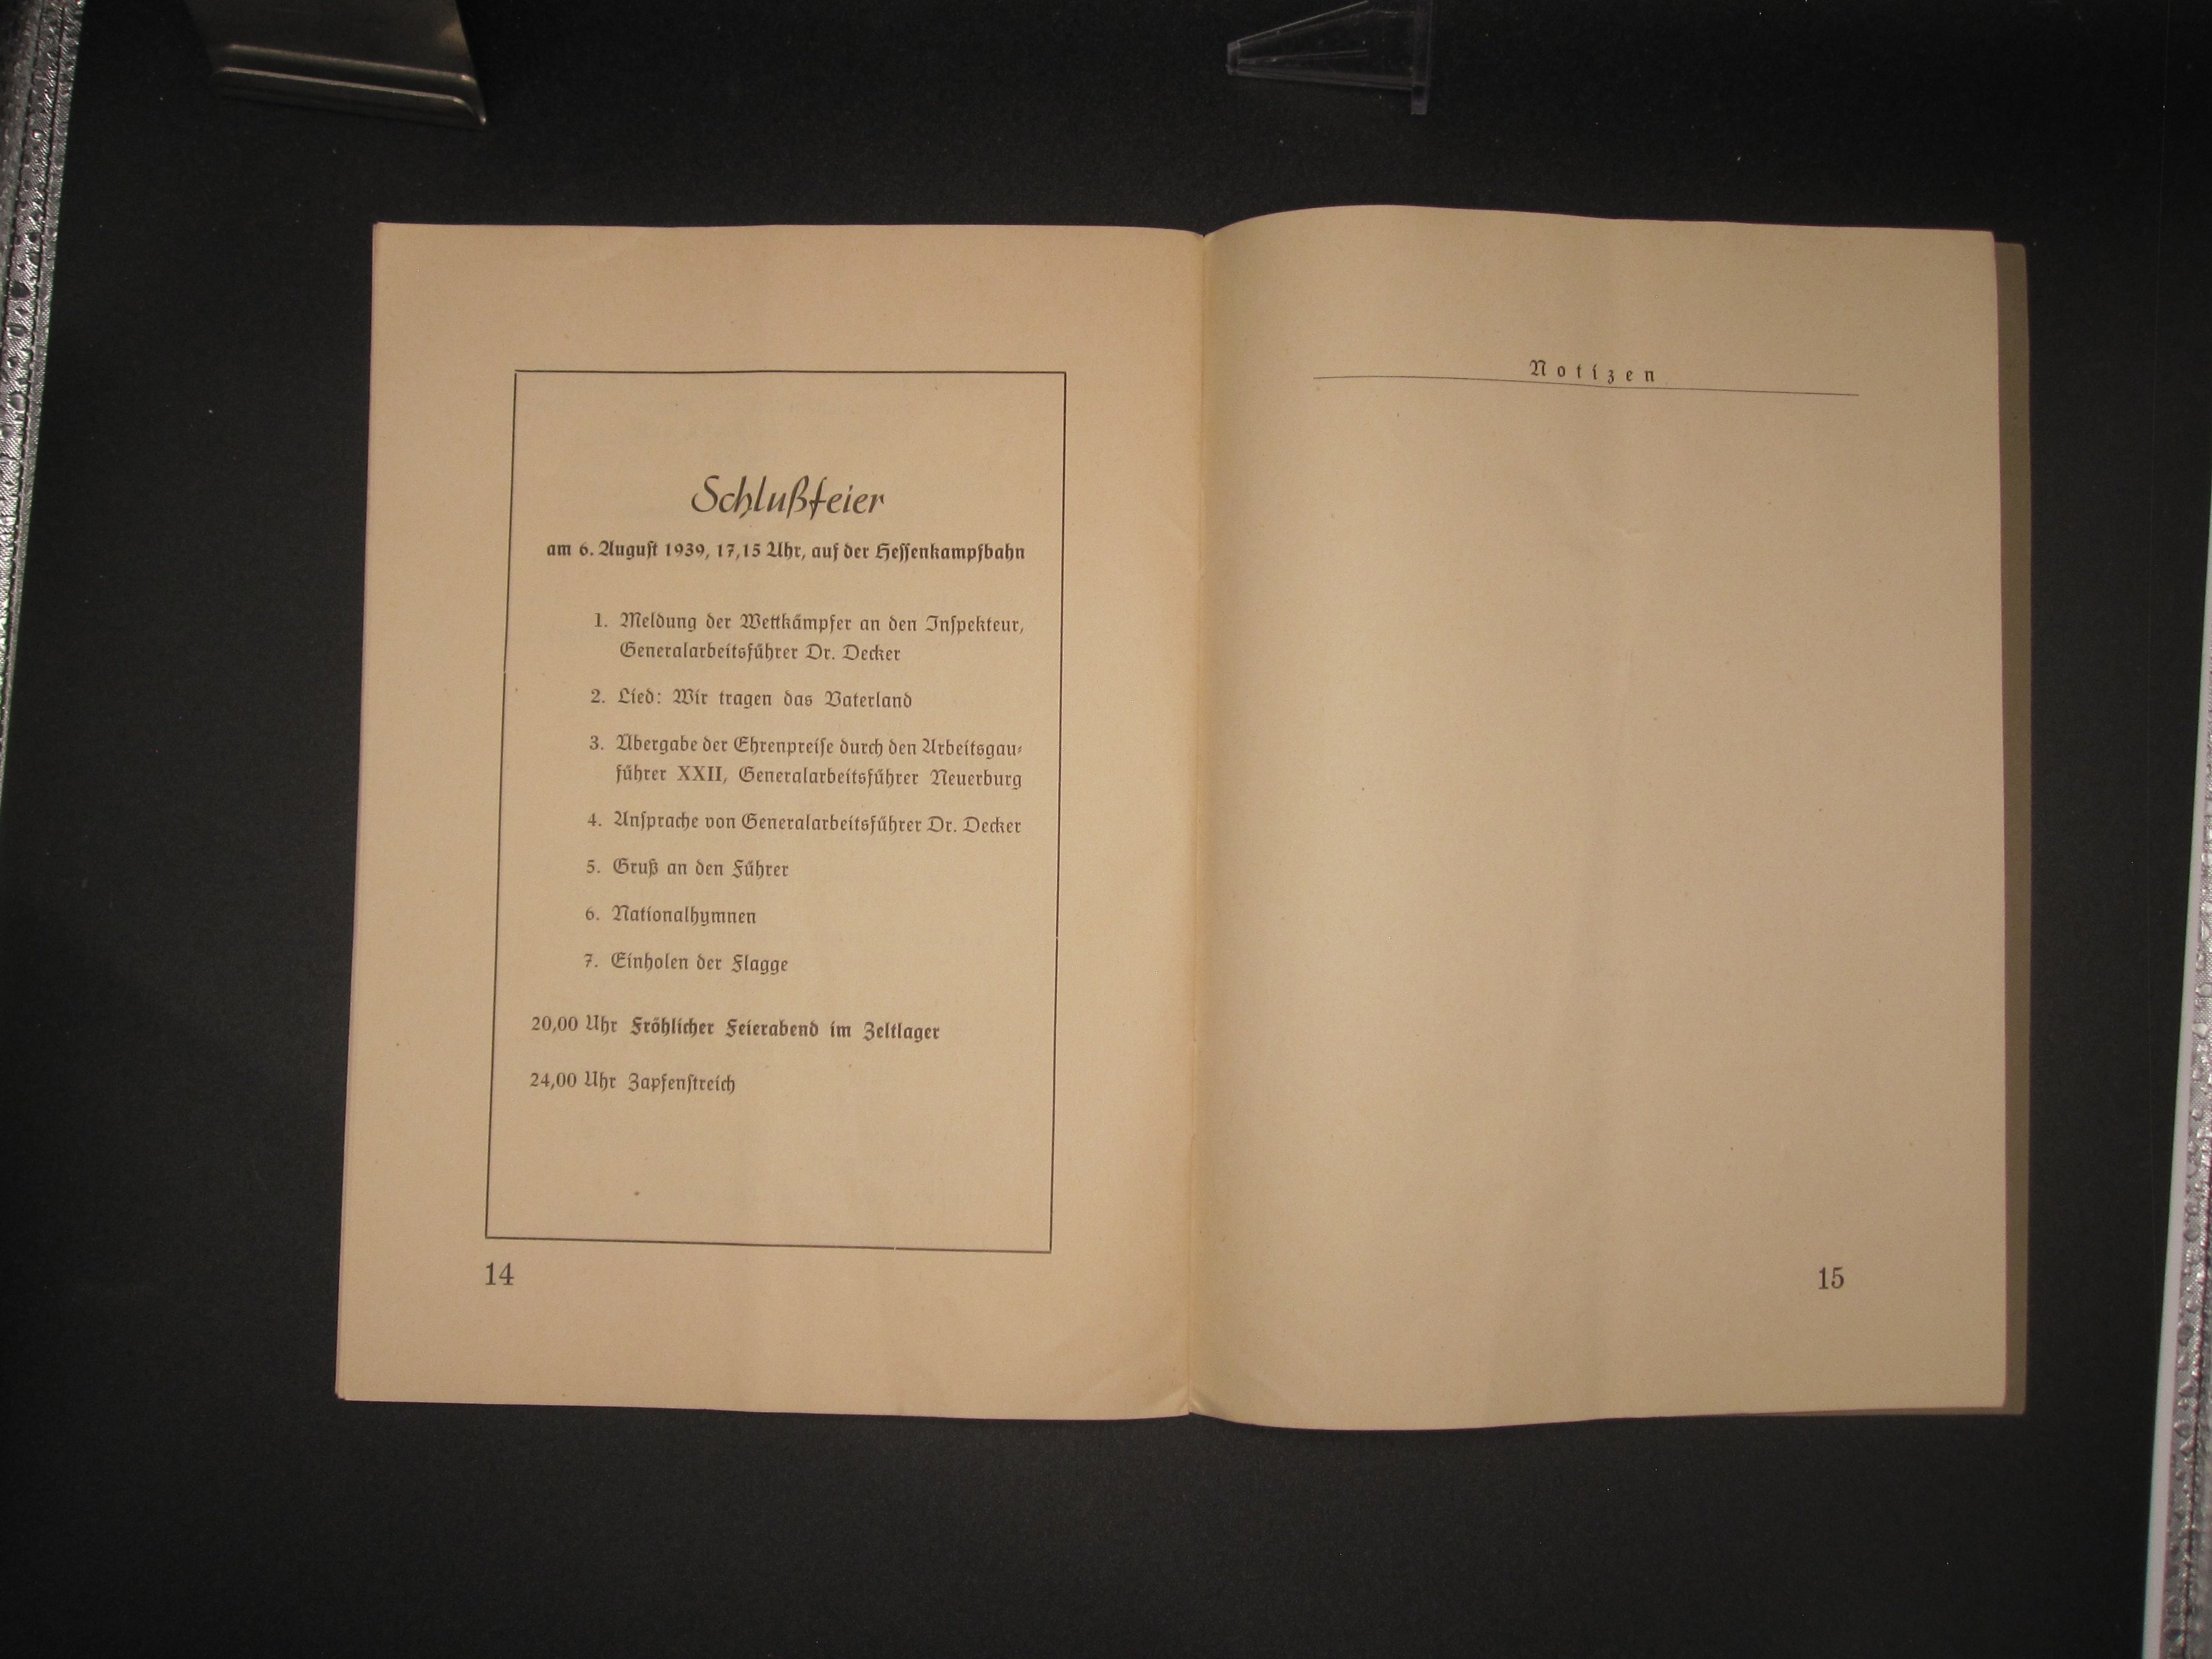 Schlußfeier
am 6. August 1939, 17,15 Uhr, auf der Hessenkampfbahn
1. Meldung der Wettkämpfer an den Inspekteur,
Generalarbeitsführer Dr. Decker
2. Lied: Wir tragen das Vaterland
3. Übergabe der Ehrenpreise durch den Arbeitsgau-
führer XXII, Generalarbeitsführer Neuerburg
4. Ansprache von Generalarbeitsführer Dr. Decker
5. Gruß an den Führer
6. Nationalhymnen
7. Einholen der Flagge
20,00 Uhr Fröhlicher Feierabend im Zeltlager
24,00 Uhr Zapfenstreich
14
Notizen
15